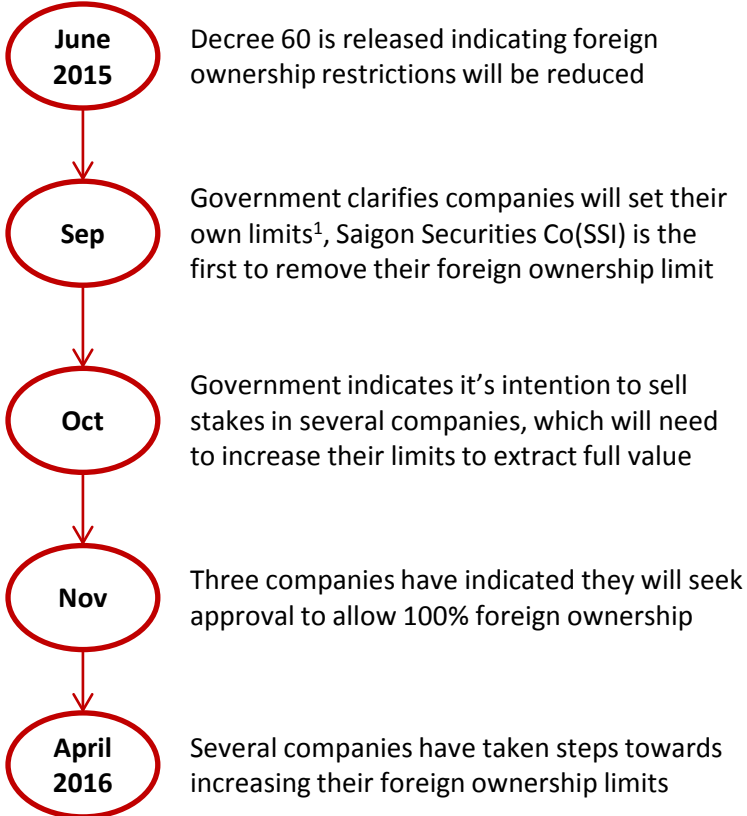 June
2015
Decree 60 is released indicating foreign
ownership restrictions will be reduced
Sep
Government clarifies companies will set their
own limits¹, Saigon Securities Co(SSI) is the
first to remove their foreign ownership limit
Oct
Government indicates it’s intention to sell
stakes in several companies, which will need
to increase their limits to extract full value
Nov
Three companies have indicated they will seek
approval to allow 100% foreign ownership
April
2016
Several companies have taken steps towards
increasing their foreign ownership limits